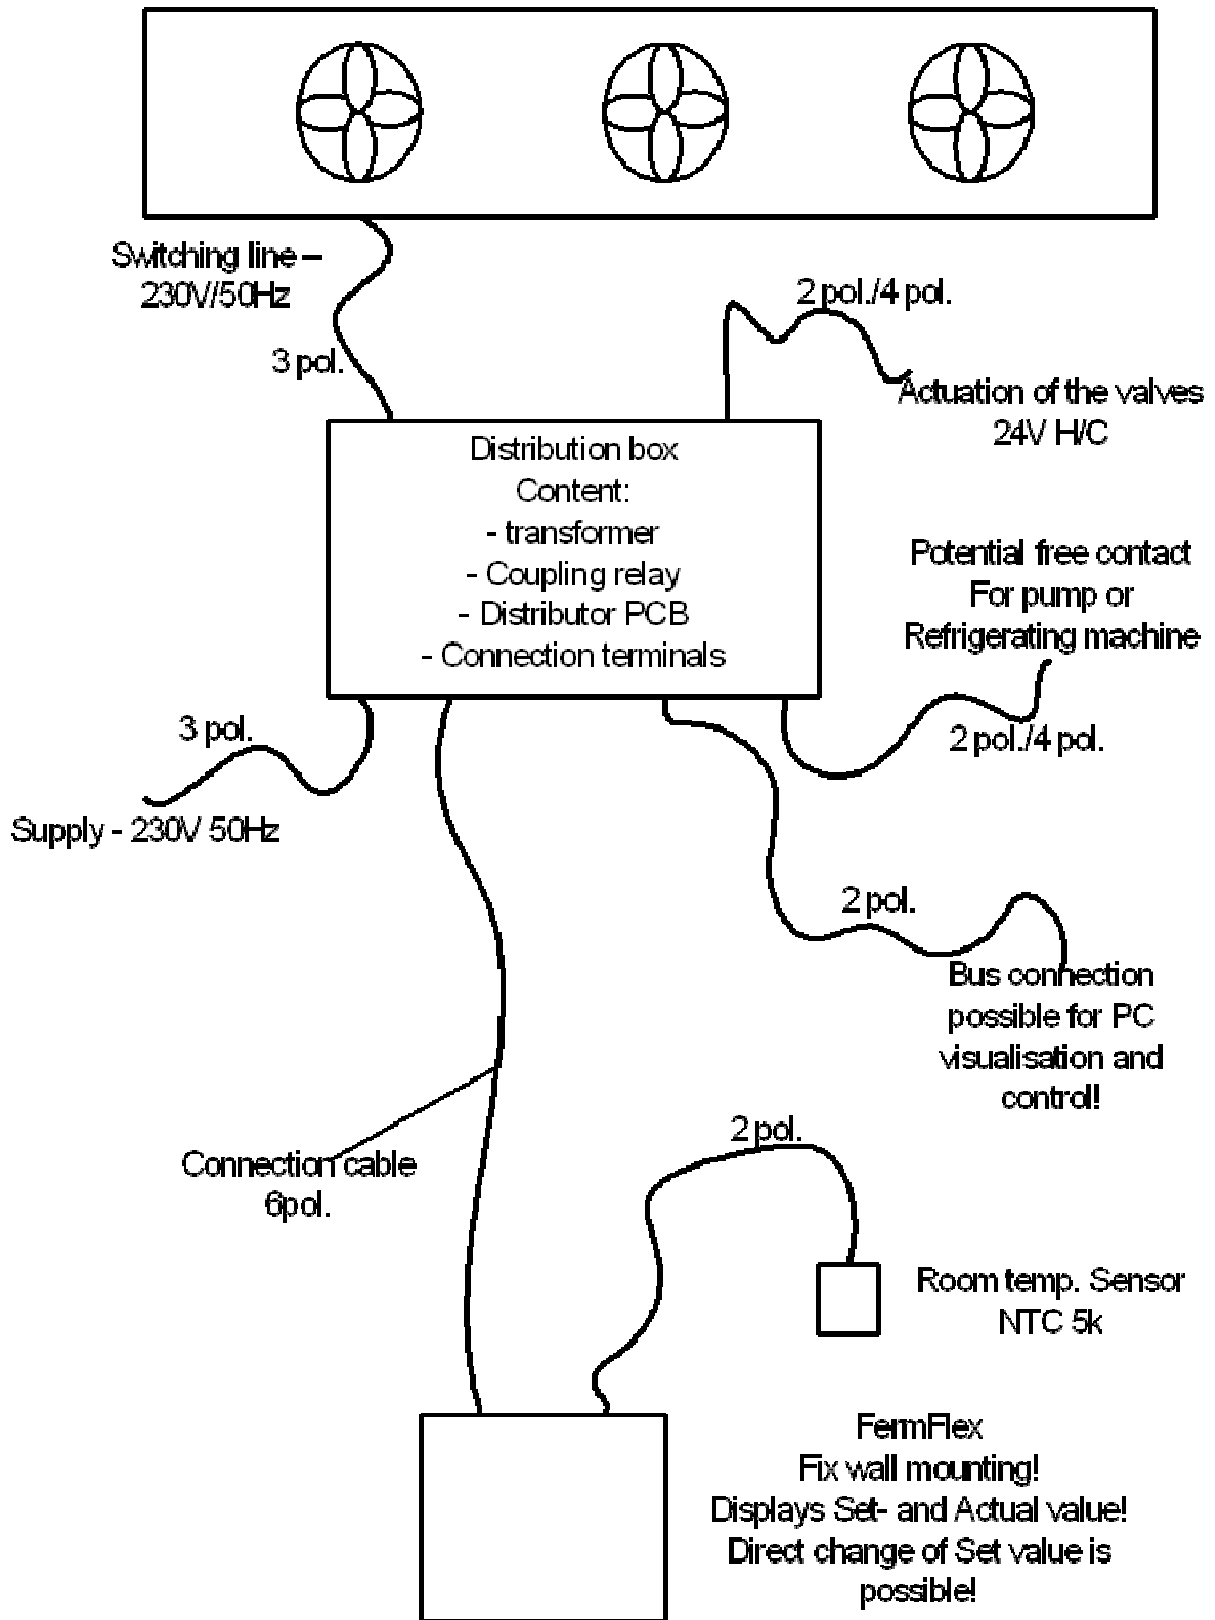 Switching line –
230V/50Hz
3 pol.
2 pol./4 pol.
Actuation of the valves
24V H/C
Distribution box
Content:
- transformer
- Coupling relay
- Distributor PCB
- Connection terminals
Potential free contact
For pump or
Refrigerating machine
2 pol./4 pol.
3 pol.
Supply - 230V 50Hz
2 pol.
Bus connection
possible for PC
visualisation and
control!
Connection cable
6pol.
2 pol.
Room temp. Sensor
NTC 5k
FermFlex
Fix wall mounting!
Displays Set- and Actual value!
Direct change of Set value is
possible!